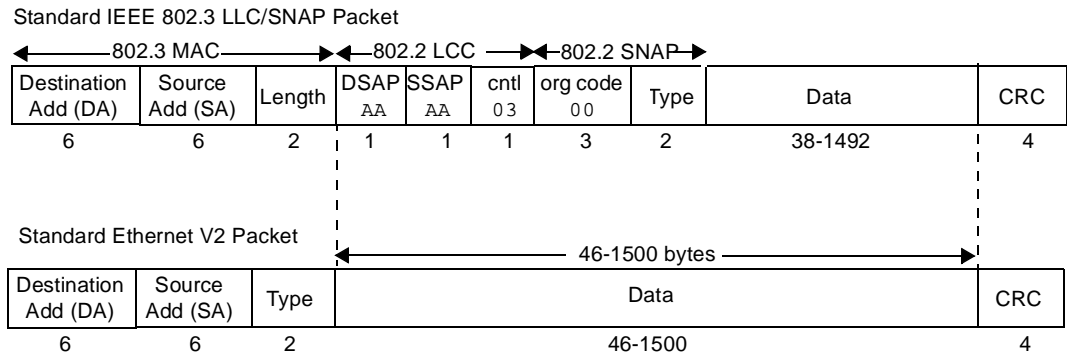 Standard IEEE 802.3 LLC/SNAP Packet
802.3 MAC 802.2 LCC 802.2 SNAP
Destination Add (DA) Source Add (SA) Length DSAP AA SSAP AA cntl 03 org code 00 Type Data CRC
6 6 2 1 1 1 3 2 38-1492 4
Standard Ethernet V2 Packet
46-1500 bytes
Destination Add (DA) Source Add (SA) Type Data CRC
6 6 2 46-1500 4